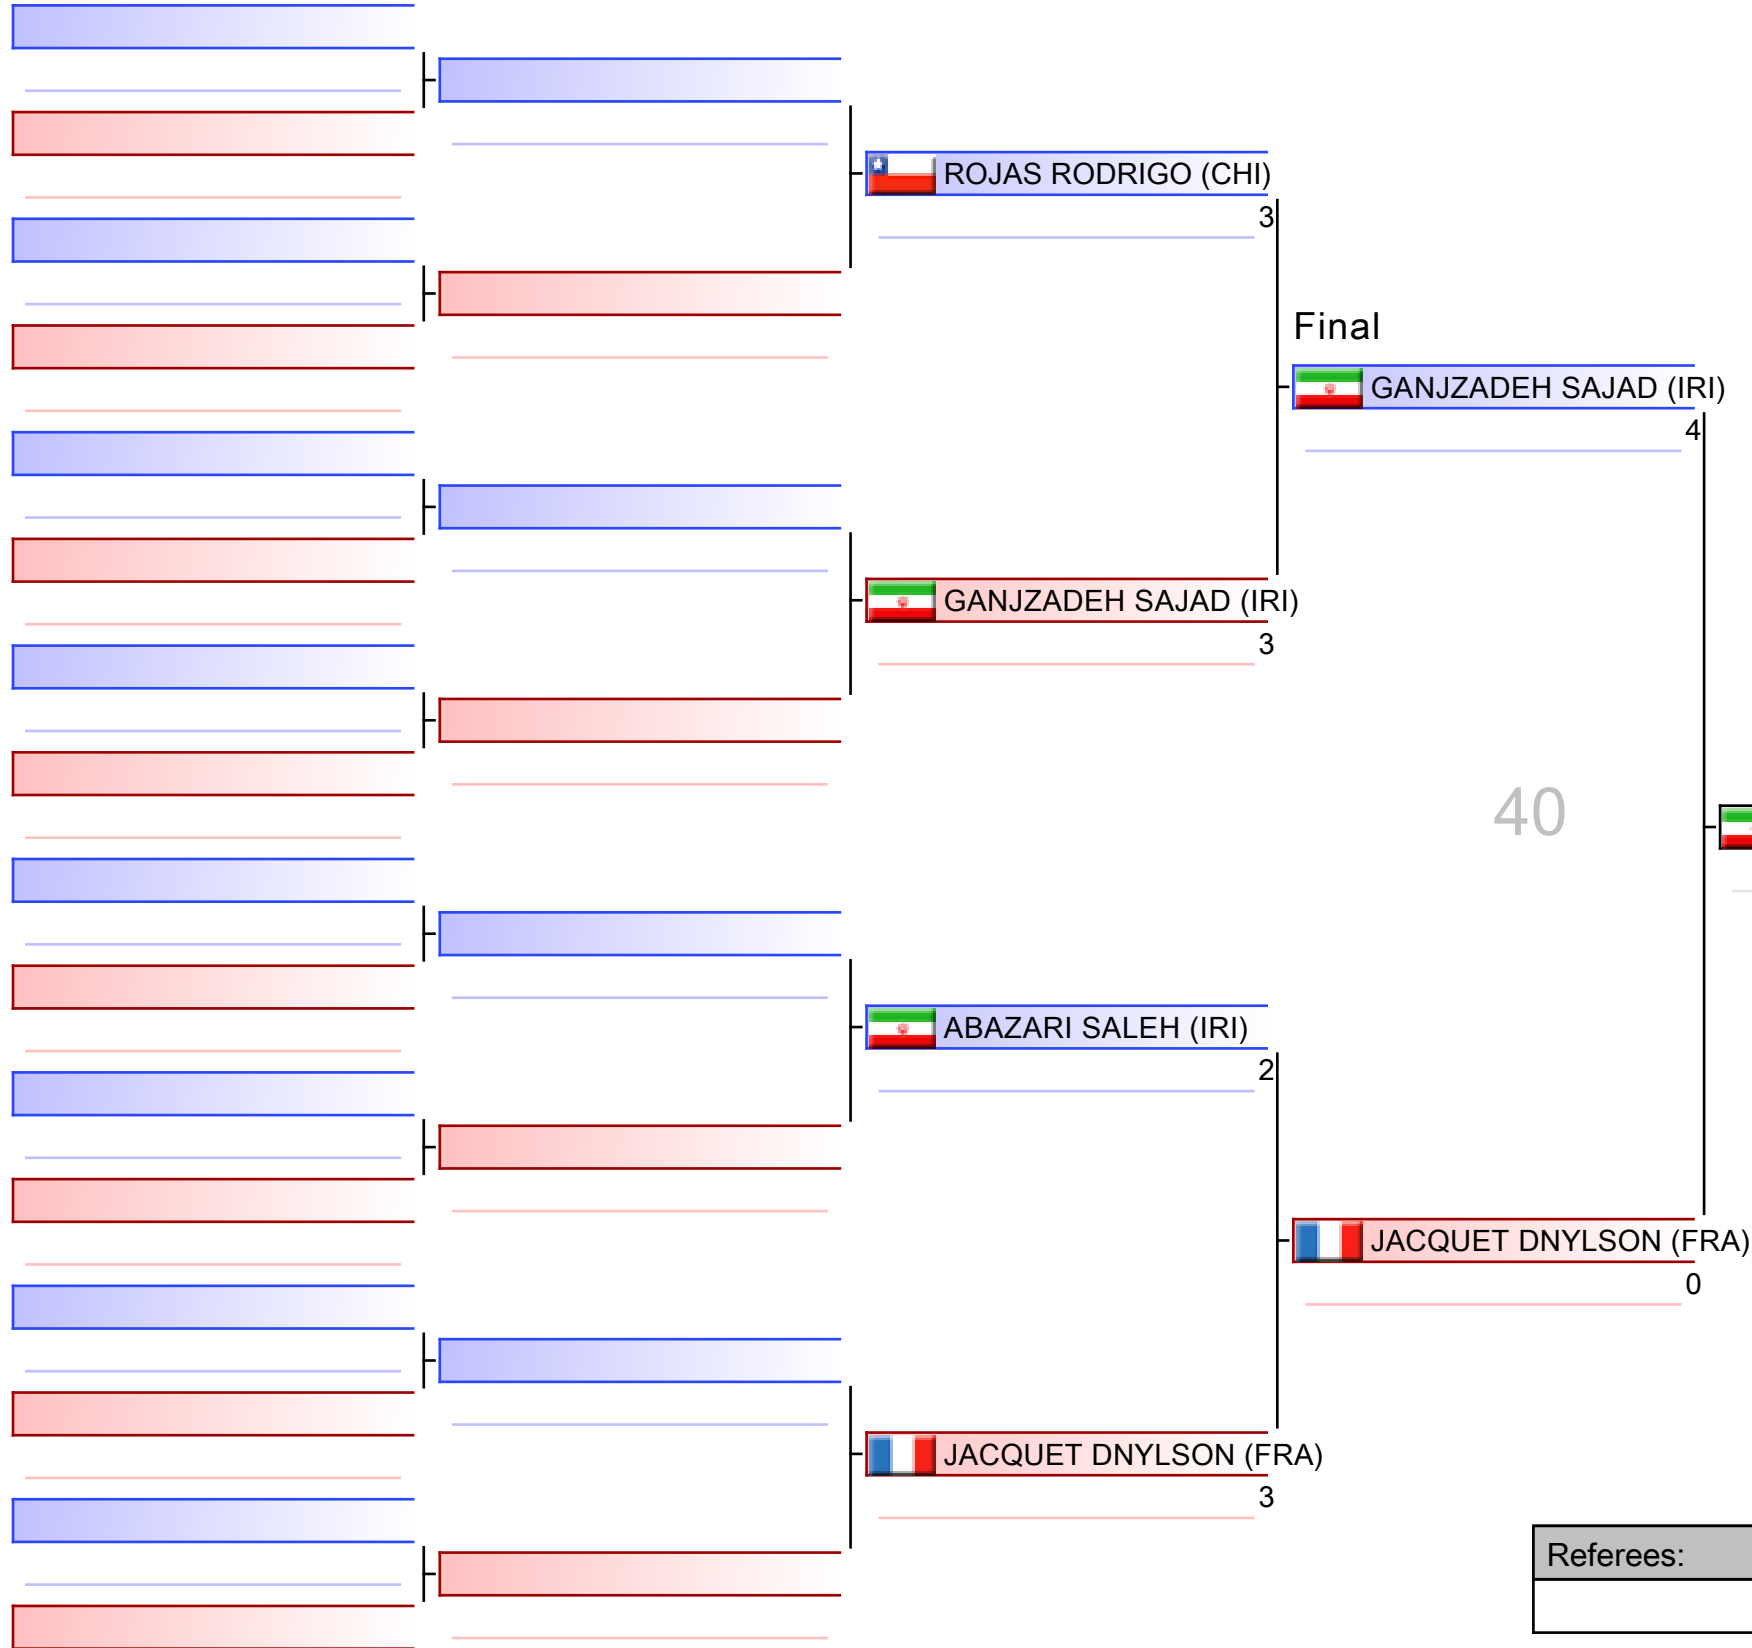 ROJAS RODRIGO (CHI)
3
Final
GANJZADEH SAJAD (IRI)
4
GANJZADEH SAJAD (IRI)
3
40
ABAZARI SALEH (IRI)
2
JACQUET DNYLSON (FRA)
0
JACQUET DNYLSON (FRA)
3
Referees: